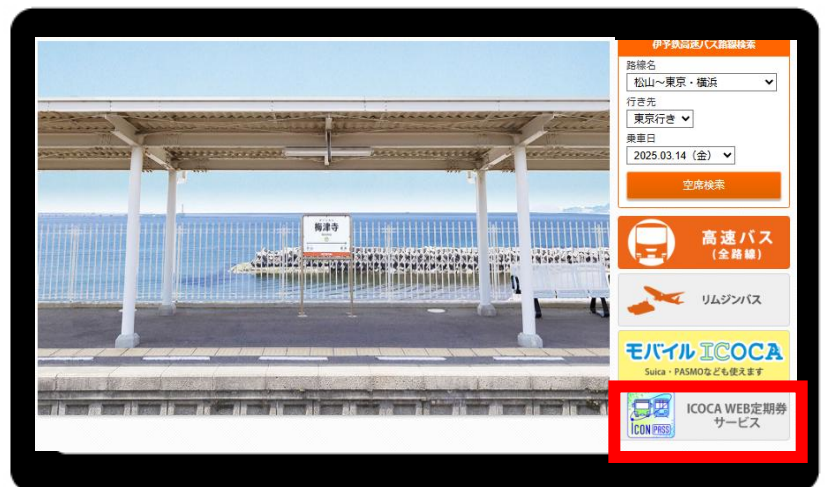 梅津寺
伊予鉄高速バス路線検索
路線名
松山～東京・横浜
行き先
東京行き
乗車日
2025.03.14（金）
空席検索
高速バス
（全路線）
リムジンバス
モバイルICOCA
Suica・PASMOなども使えます
ICON PASS
ICOCA WEB定期券
サービス